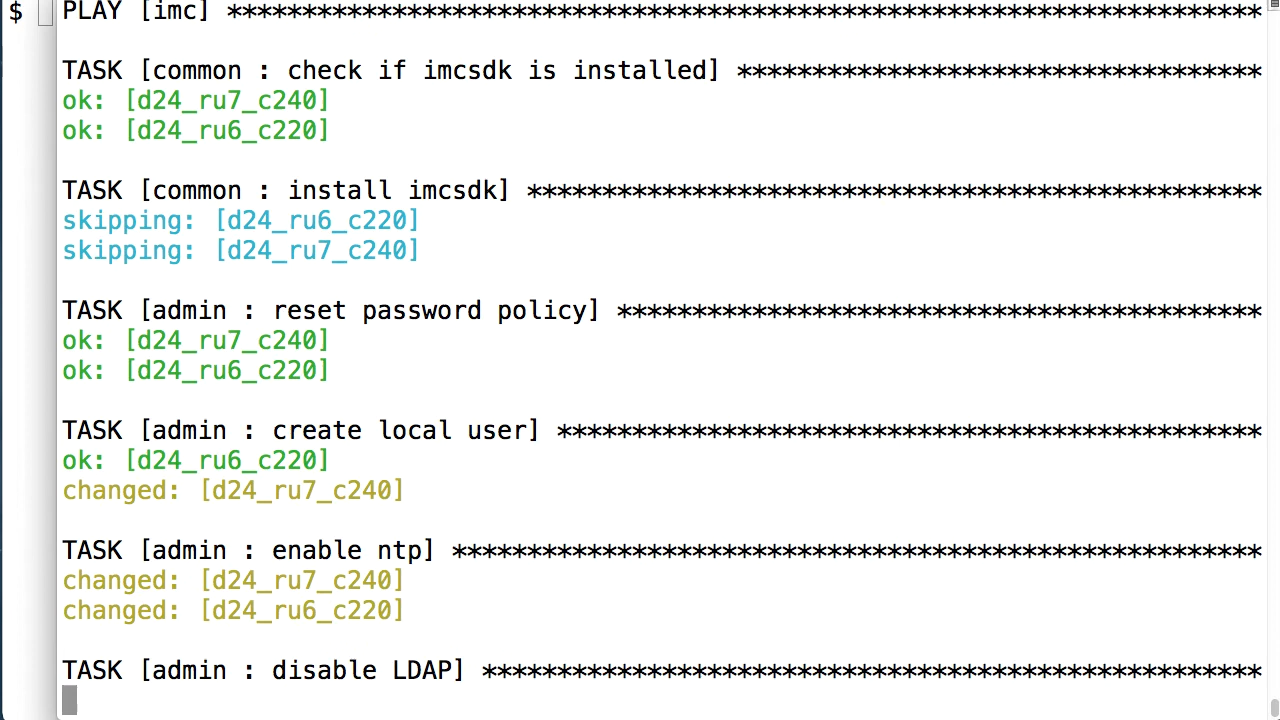 $ PLAY [imc] *********************************************************************
TASK [common : check if imcsdk is installed] ***********************************
ok: [d24_ru7_c240]
ok: [d24_ru6_c220]
TASK [common : install imcsdk] *************************************************
skipping: [d24_ru6_c220]
skipping: [d24_ru7_c240]
TASK [admin : reset password policy] *******************************************
ok: [d24_ru7_c240]
ok: [d24_ru6_c220]
TASK [admin : create local user] ***********************************************
ok: [d24_ru6_c220]
changed: [d24_ru7_c240]
TASK [admin : enable ntp] ******************************************************
changed: [d24_ru7_c240]
changed: [d24_ru6_c220]
TASK [admin : disable LDAP] ****************************************************